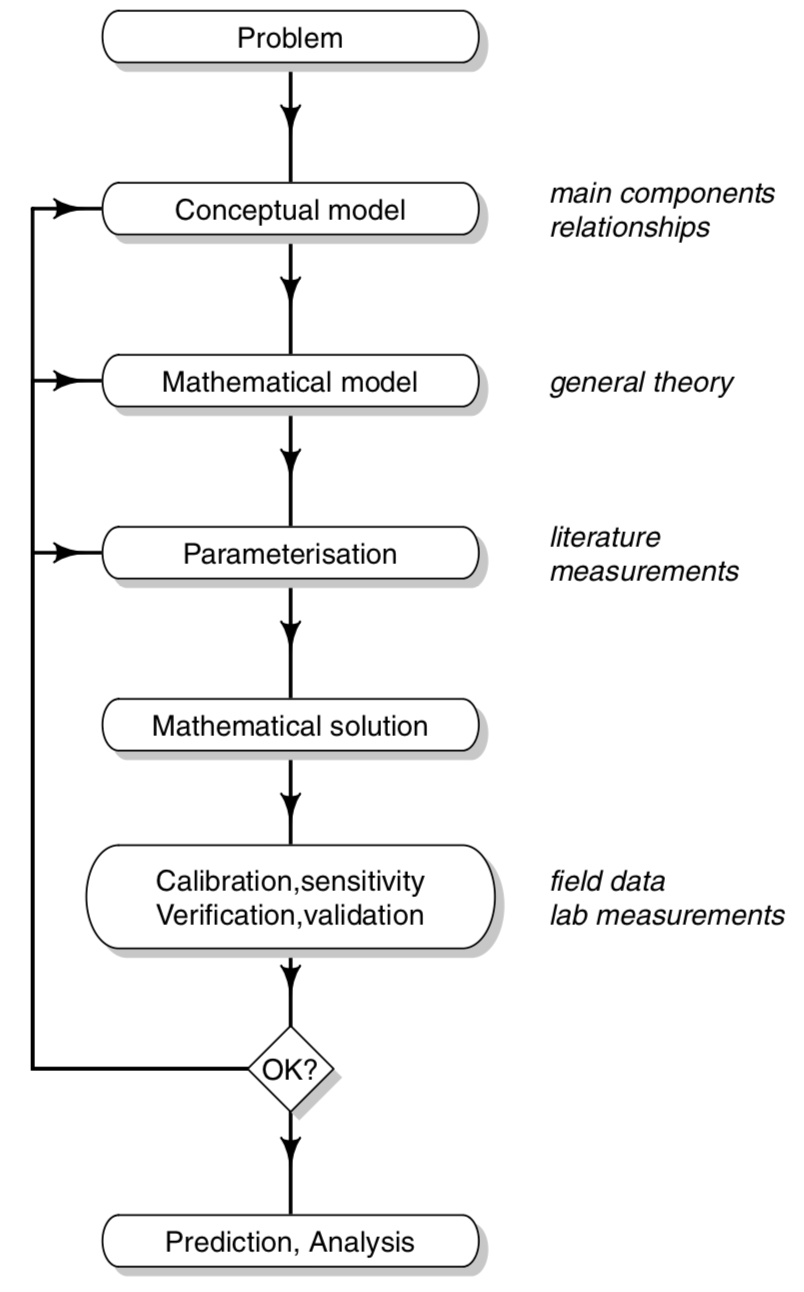 Problem
Conceptual model
main components
relationships
Mathematical model
general theory
Parameterisation
literature
measurements
Mathematical solution
Calibration,sensitivity
Verification,validation
field data
lab measurements
OK?
Prediction, Analysis